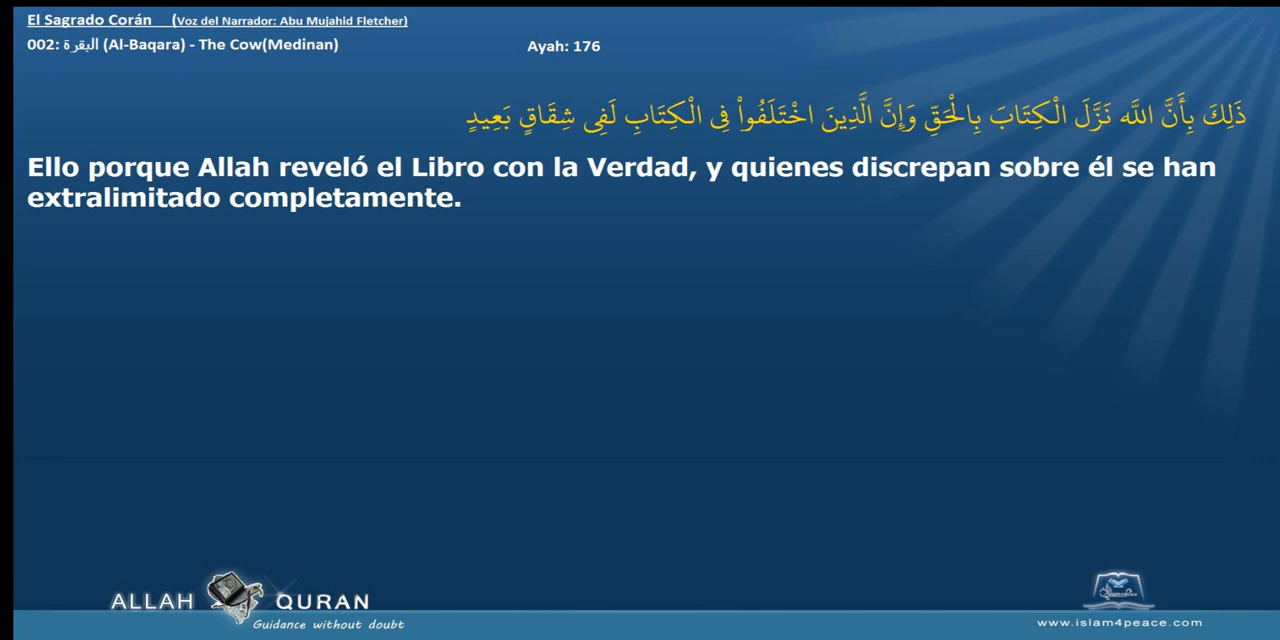 El Sagrado Corán (Voz del Narrador: Abu Mujahid Fletcher)
002: البقرة (Al-Baqara) - The Cow(Medinan) Ayah: 176
ذَلِكَ بِأَنَّ اللَّه نَزَّلَ الْكِتَابَ بِالْحَقِّ وَإِنَّ الَّذِينَ اخْتَلَفُواْ فِي الْكِتَابِ لَفِي شِقَاقٍ بَعِيدٍ
Ello porque Allah reveló el Libro con la Verdad, y quienes discrepan sobre él se han
extralimitado completamente.
ALLAH QURAN
Guidance without doubt
www.islam4peace.com